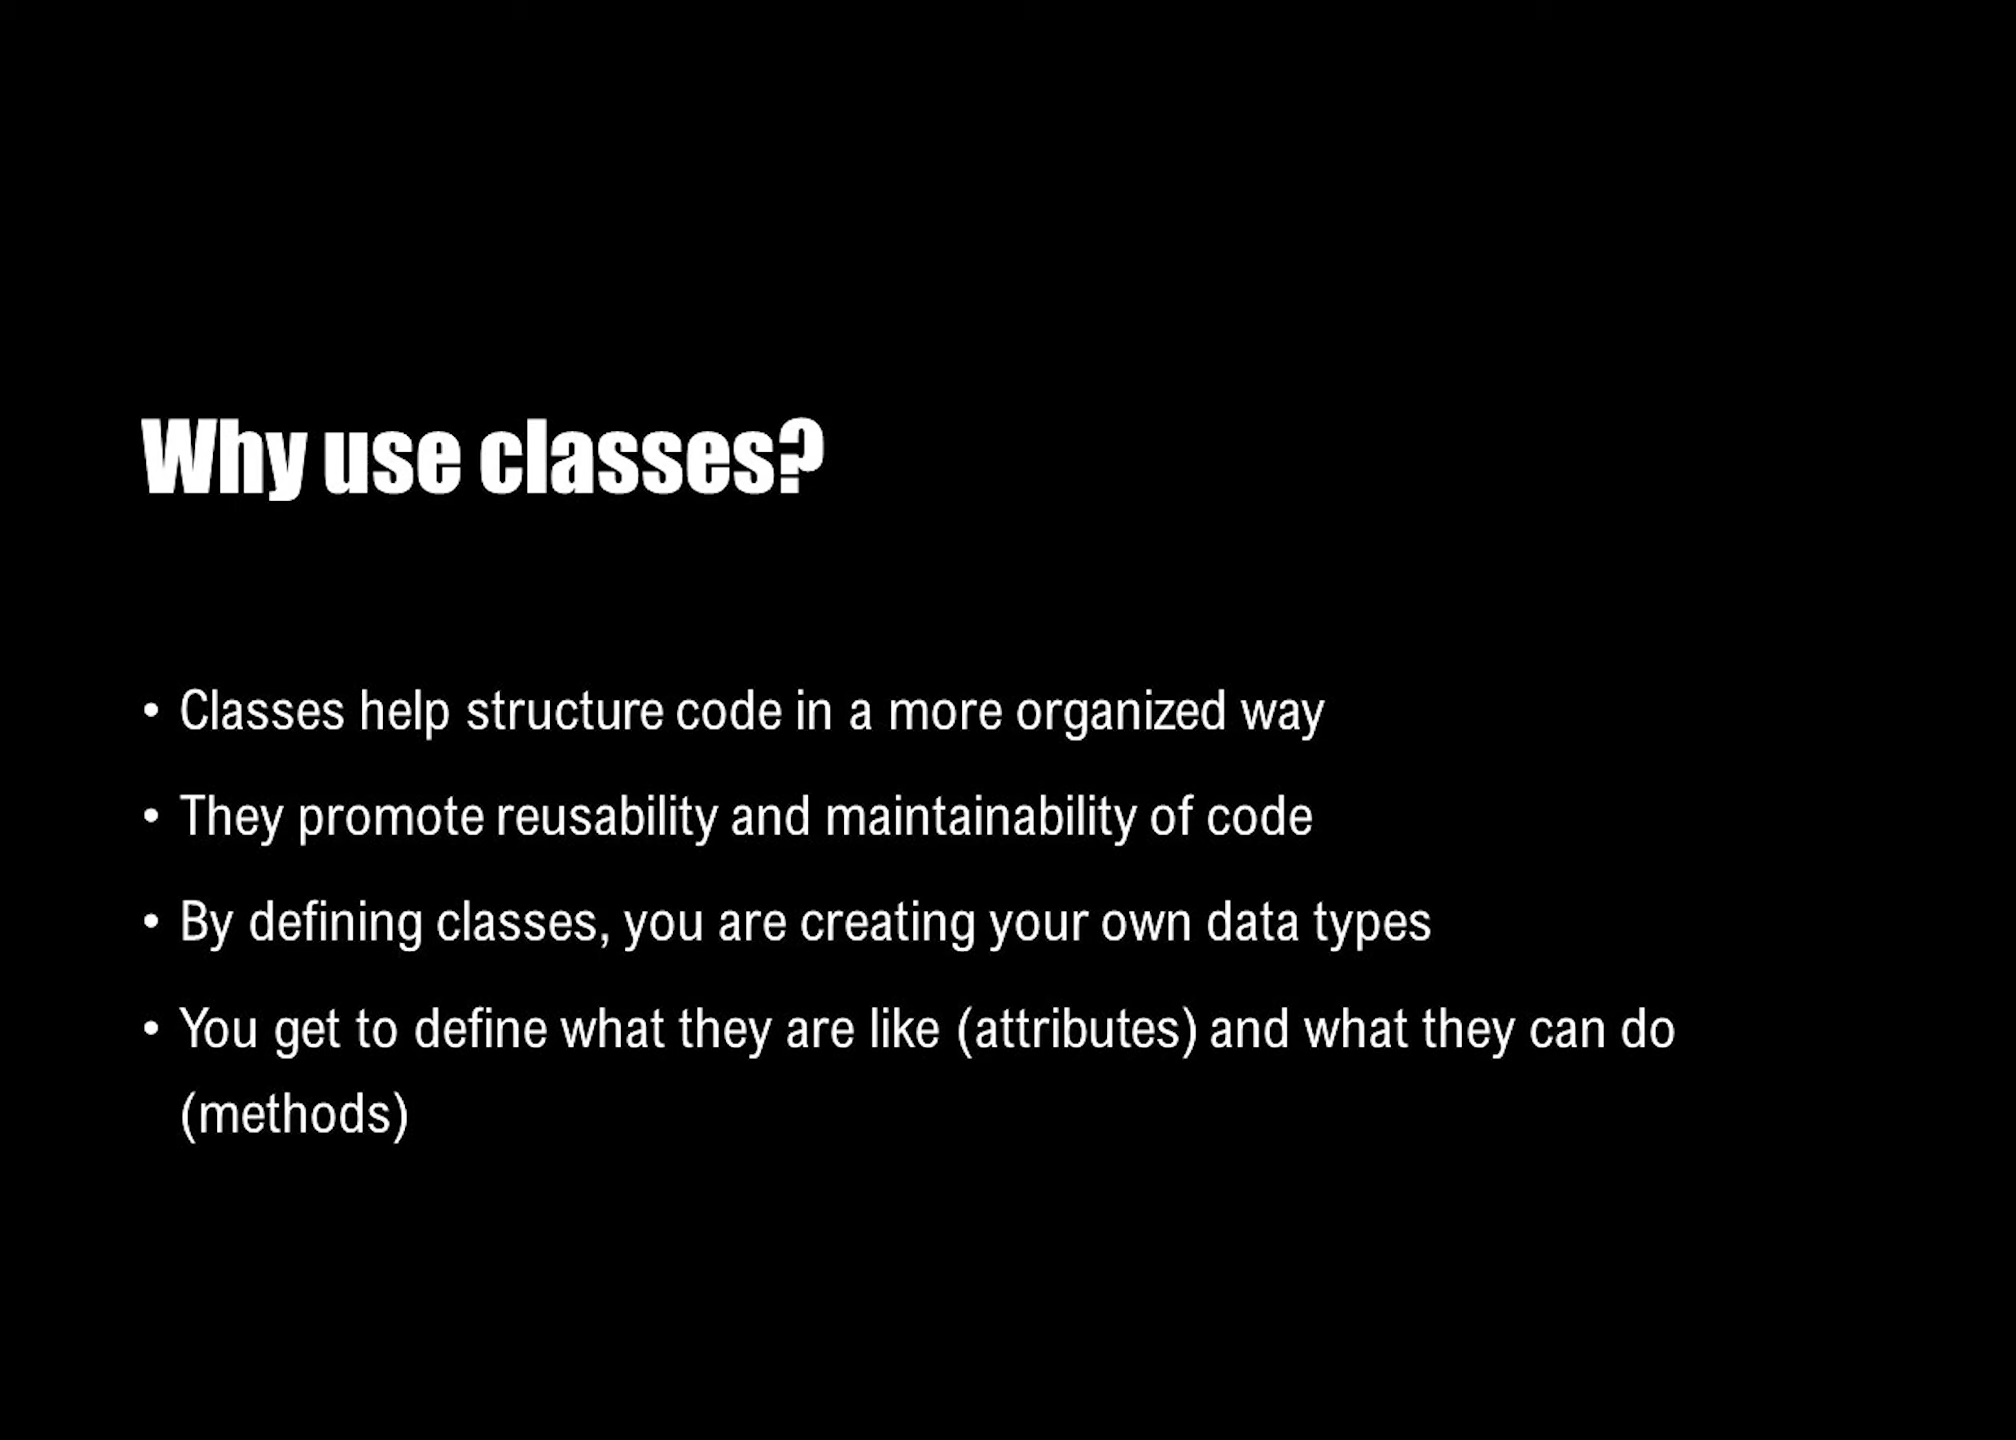 Why use classes?
• Classes help structure code in a more organized way
• They promote reusability and maintainability of code
• By defining classes, you are creating your own data types
• You get to define what they are like (attributes) and what they can do
(methods)